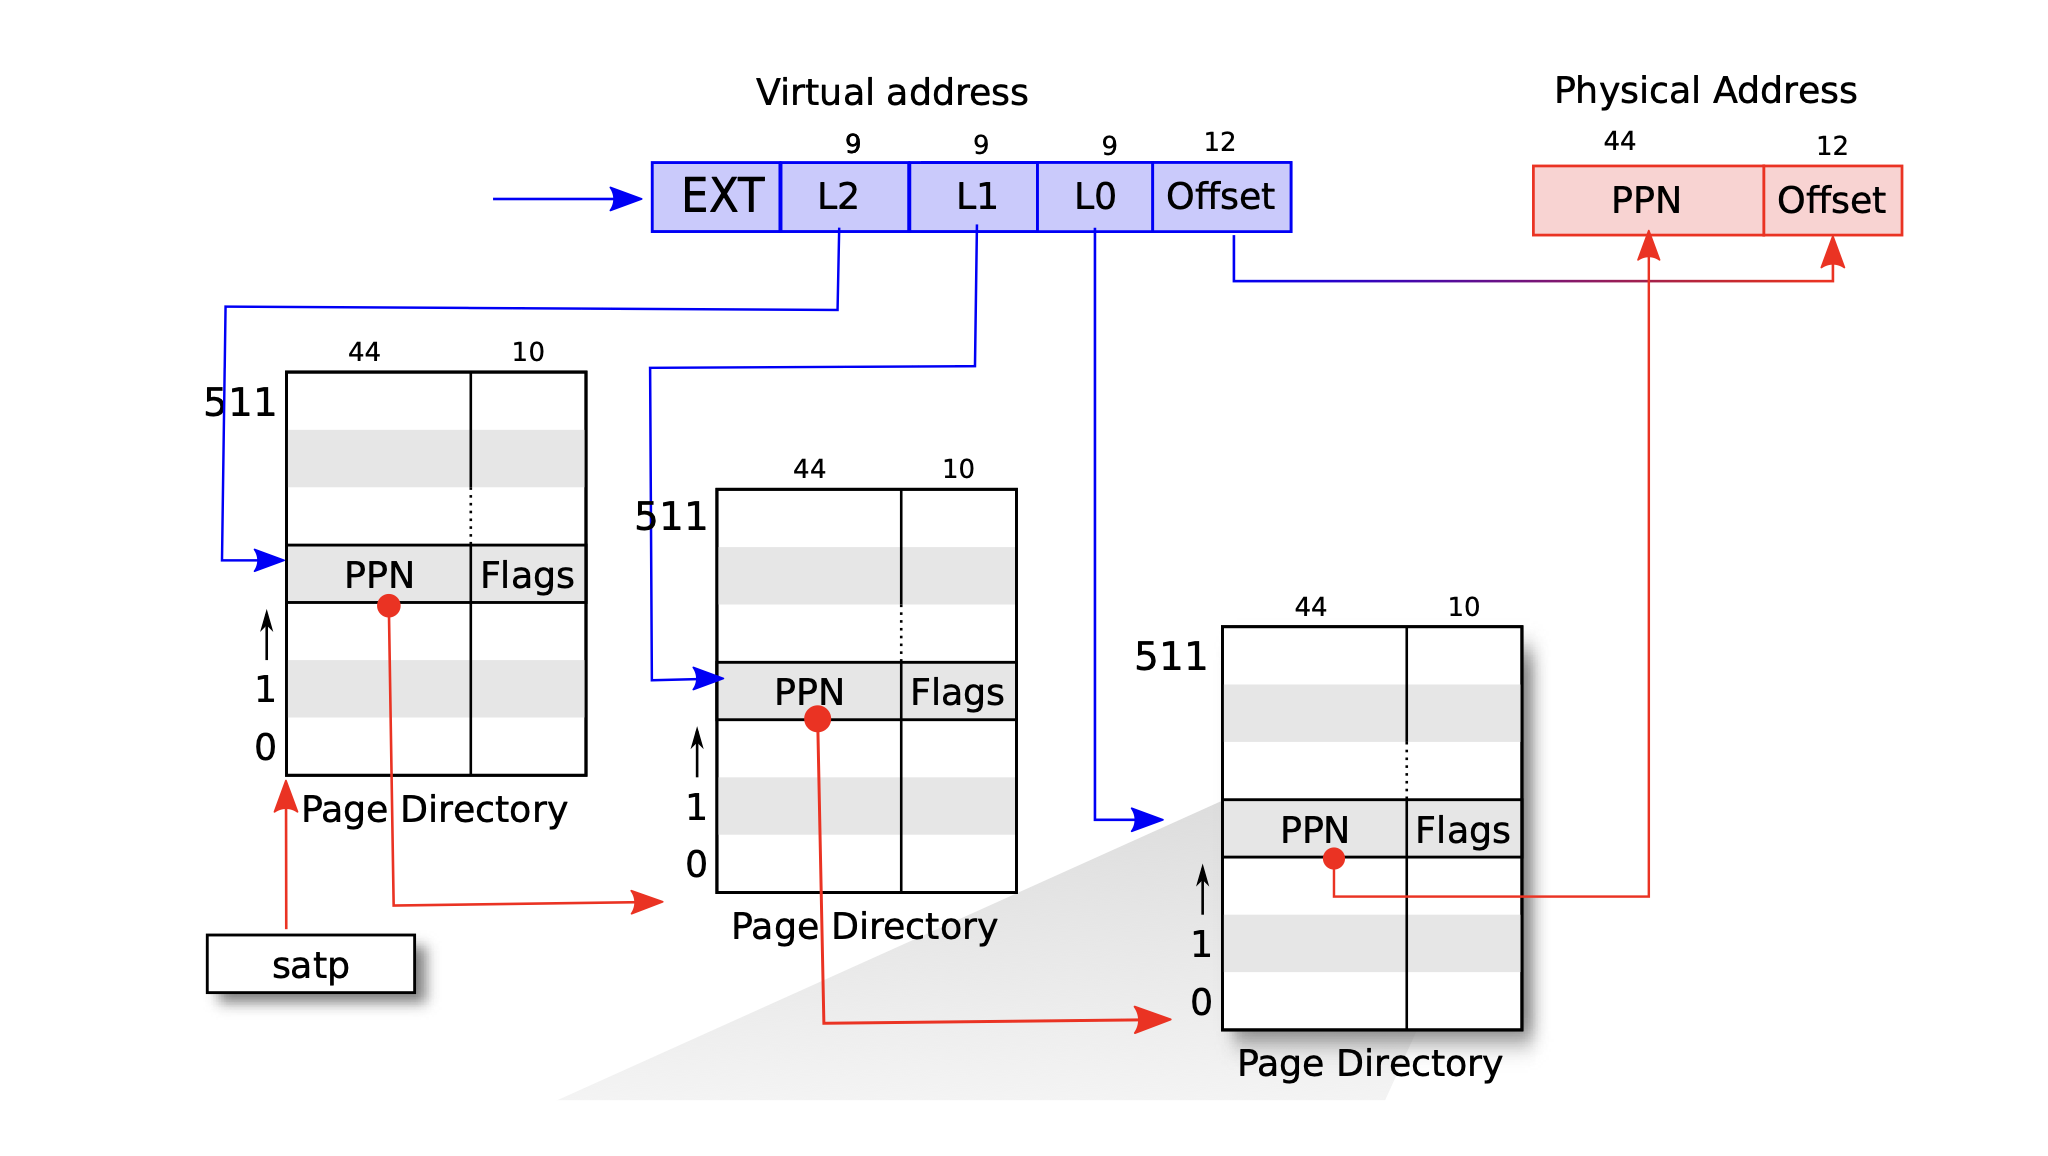 Virtual address
Physical Address
9 9 9 12
44 12
EXT L2 L1 L0 Offset
PPN Offset
44 10
511
PPN Flags
1
0
Page Directory
satp
44 10
511
PPN Flags
1
0
Page Directory
44 10
511
PPN Flags
1
0
Page Directory